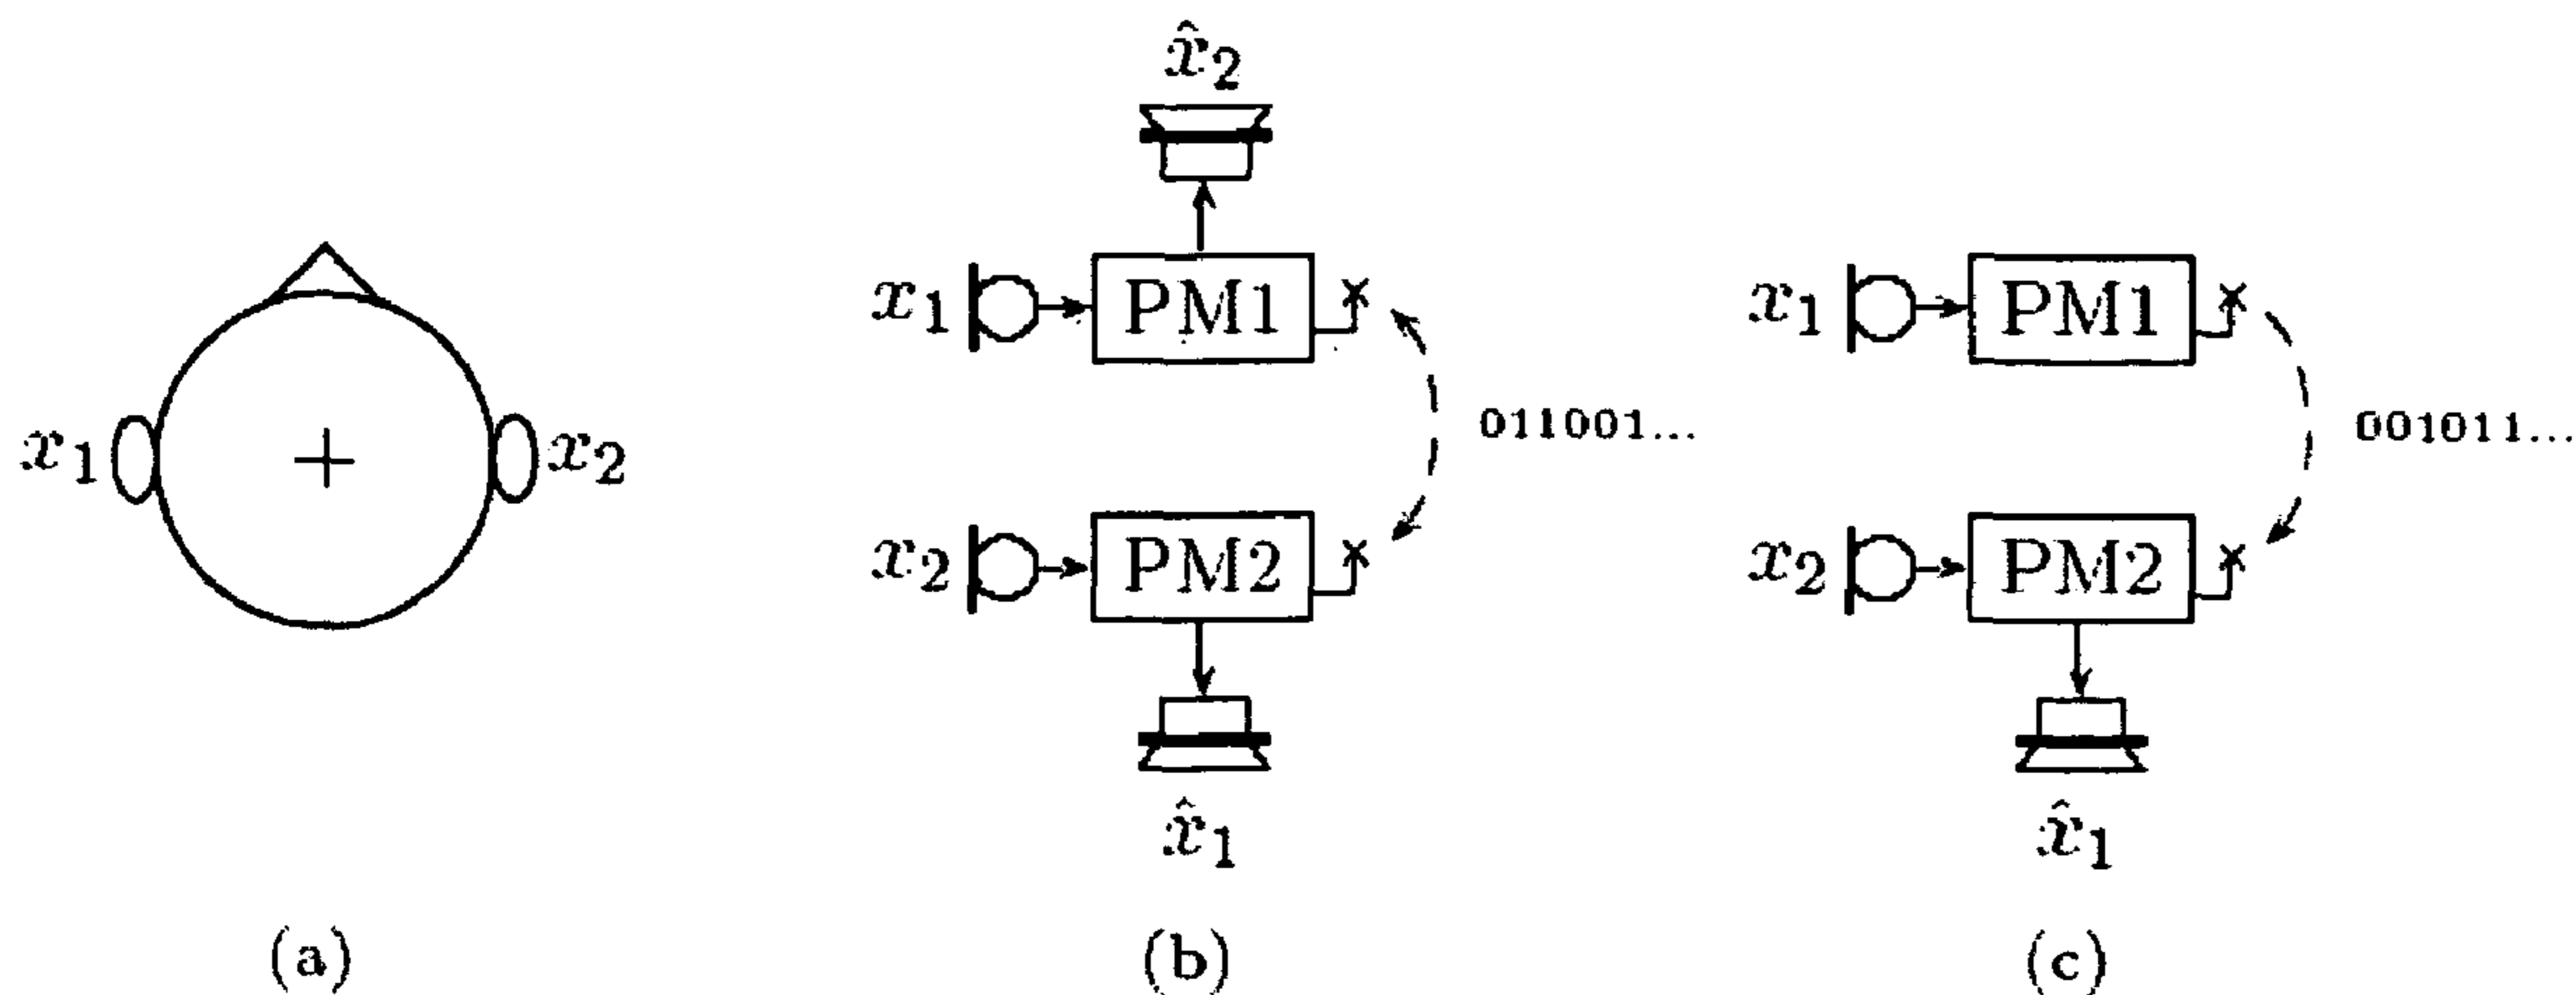 x̂2
x1 PM1
011001...
x2 PM2
x̂1
x1 x2
x1 PM1
001011...
x2 PM2
x̂1
(a) (b) (c)